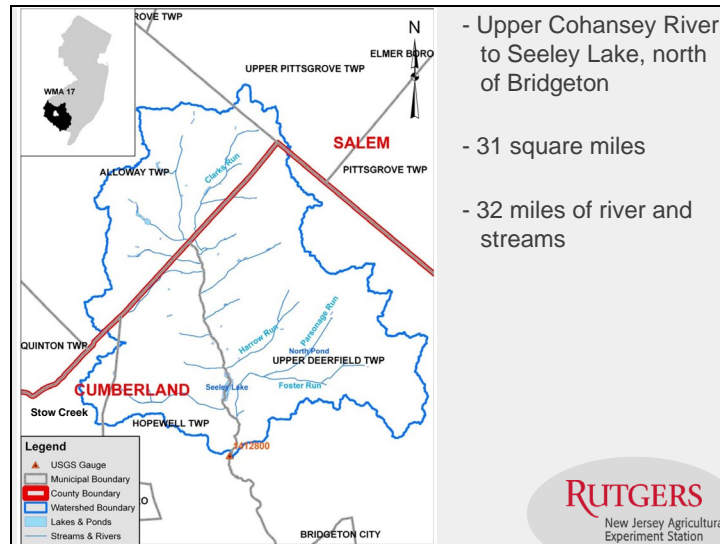 ROVE TWP
N
ELMER BORO
WMA 17
UPPER PITTSGROVE TWP
SALEM
PITTSGROVE TWP
ALLOWAY TWP
Clarks Run
Harrow Run
Parsonage Run
North Pond
QUINTON TWP
UPPER DEERFIELD TWP
Seeley Lake
Foster Run
CUMBERLAND
Stow Creek
HOPEWELL TWP
1412800
Legend
USGS Gauge
Municipal Boundary
County Boundary
Watershed Boundary
Lakes & Ponds
Streams & Rivers
RO
BRIDGETON CITY
- Upper Cohansey River
to Seeley Lake, north
of Bridgeton
- 31 square miles
- 32 miles of river and
streams
RUTGERS
New Jersey Agricultura
Experiment Station